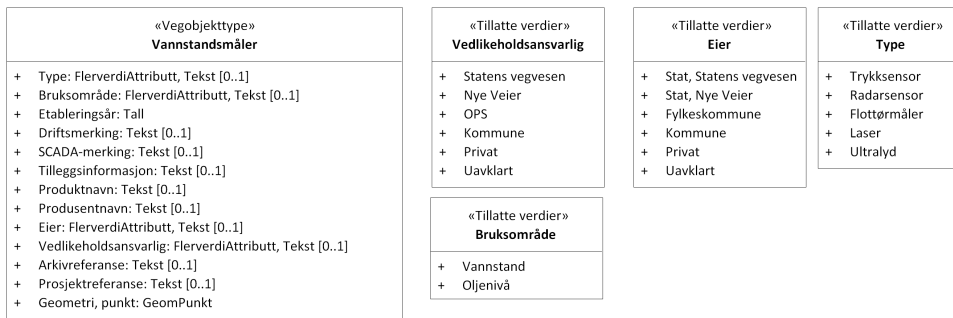 «Vegobjekttype»
Vannstandsmåler
+ Type: FlerverdiAttributt, Tekst [0..1]
+ Bruksområde: FlerverdiAttributt, Tekst [0..1]
+ Etableringsår: Tall
+ Driftsmerking: Tekst [0..1]
+ SCADA-merking: Tekst [0..1]
+ Tilleggsinformasjon: Tekst [0..1]
+ Produktnavn: Tekst [0..1]
+ Produsentnavn: Tekst [0..1]
+ Eier: FlerverdiAttributt, Tekst [0..1]
+ Vedlikeholdsansvarlig: FlerverdiAttributt, Tekst [0..1]
+ Arkivreferanse: Tekst [0..1]
+ Prosjektreferanse: Tekst [0..1]
+ Geometri, punkt: GeomPunkt
«Tillatte verdier»
Vedlikeholdsansvarlig
+ Statens vegvesen
+ Nye Veier
+ OPS
+ Kommune
+ Privat
+ Uavklart
«Tillatte verdier»
Bruksområde
+ Vannstand
+ Oljenivå
«Tillatte verdier»
Eier
+ Stat, Statens vegvesen
+ Stat, Nye Veier
+ Fylkeskommune
+ Kommune
+ Privat
+ Uavklart
«Tillatte verdier»
Type
+ Trykksensor
+ Radarsensor
+ Flottørmåler
+ Laser
+ Ultralyd